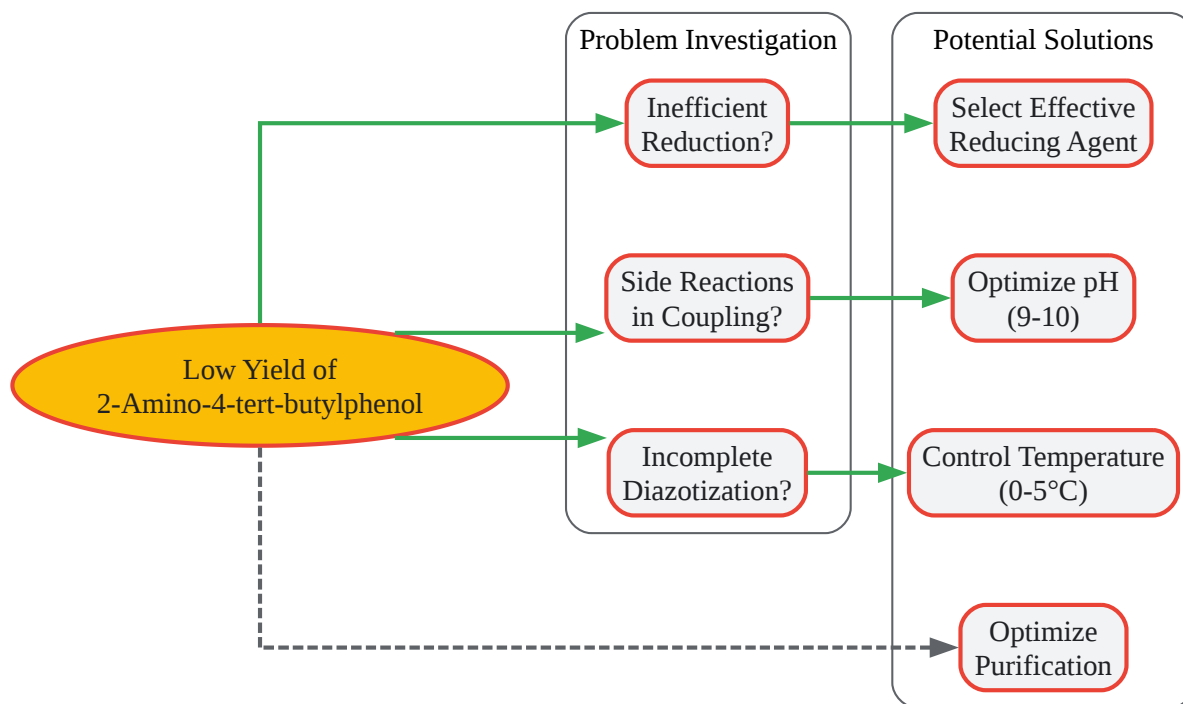 Problem Investigation
Potential Solutions
Inefficient
Reduction?
Select Effective
Reducing Agent
Side Reactions
in Coupling?
Optimize pH
(9-10)
Low Yield of
2-Amino-4-tert-butylphenol
Incomplete
Diazotization?
Control Temperature
(0-5°C)
Optimize
Purification